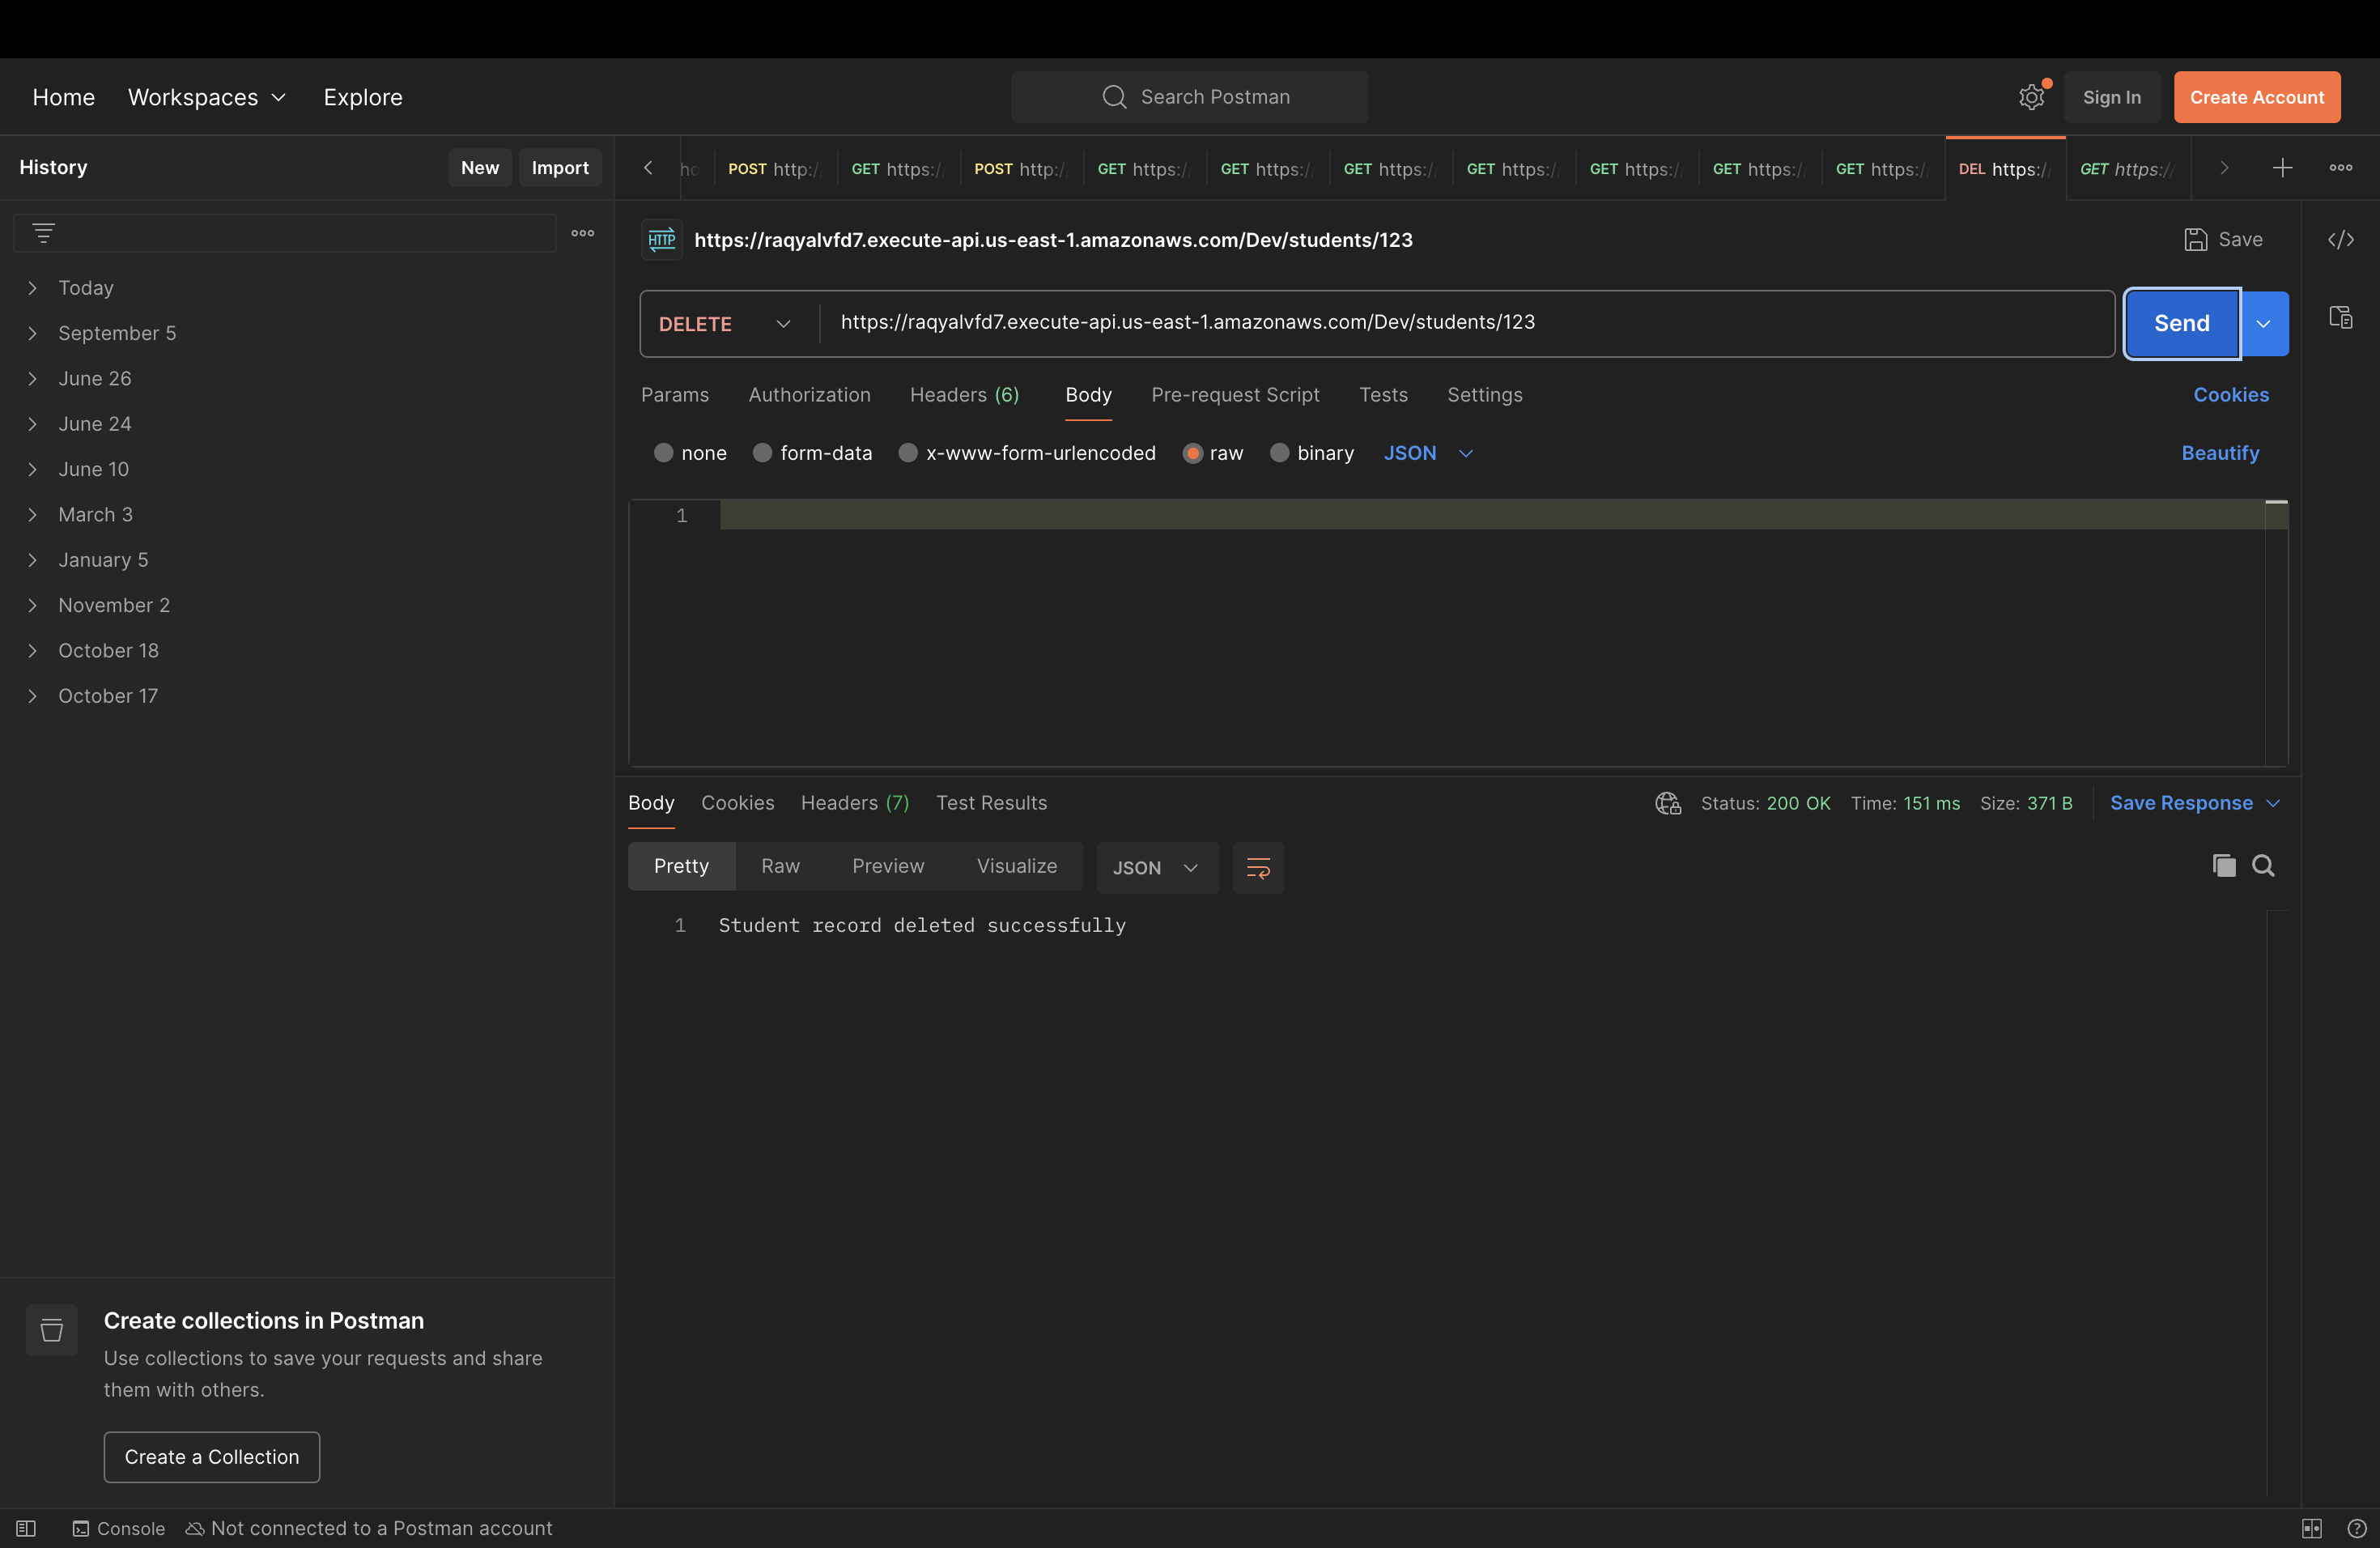 Home Workspaces Explore Search Postman Sign In Create Account
History New Import
POST http:/ GET https:/ POST http:/ GET https:/ GET https:/ GET https:/ GET https:/ GET https:/ GET https:/ GET https:/ DEL https:/ GET https:/
Today
September 5
June 26
June 24
June 10
March 3
January 5
November 2
October 18
October 17
Create collections in Postman
Use collections to save your requests and share
them with others.
Create a Collection
HTTP https://raqyalvfd7.execute-api.us-east-1.amazonaws.com/Dev/students/123 Save
DELETE https://raqyalvfd7.execute-api.us-east-1.amazonaws.com/Dev/students/123 Send
Params Authorization Headers (6) Body Pre-request Script Tests Settings Cookies
none form-data x-www-form-urlencoded raw binary JSON Beautify
1
Body Cookies Headers (7) Test Results Status: 200 OK Time: 151 ms Size: 371 B Save Response
Pretty Raw Preview Visualize JSON
1 Student record deleted successfully
Console Not connected to a Postman account